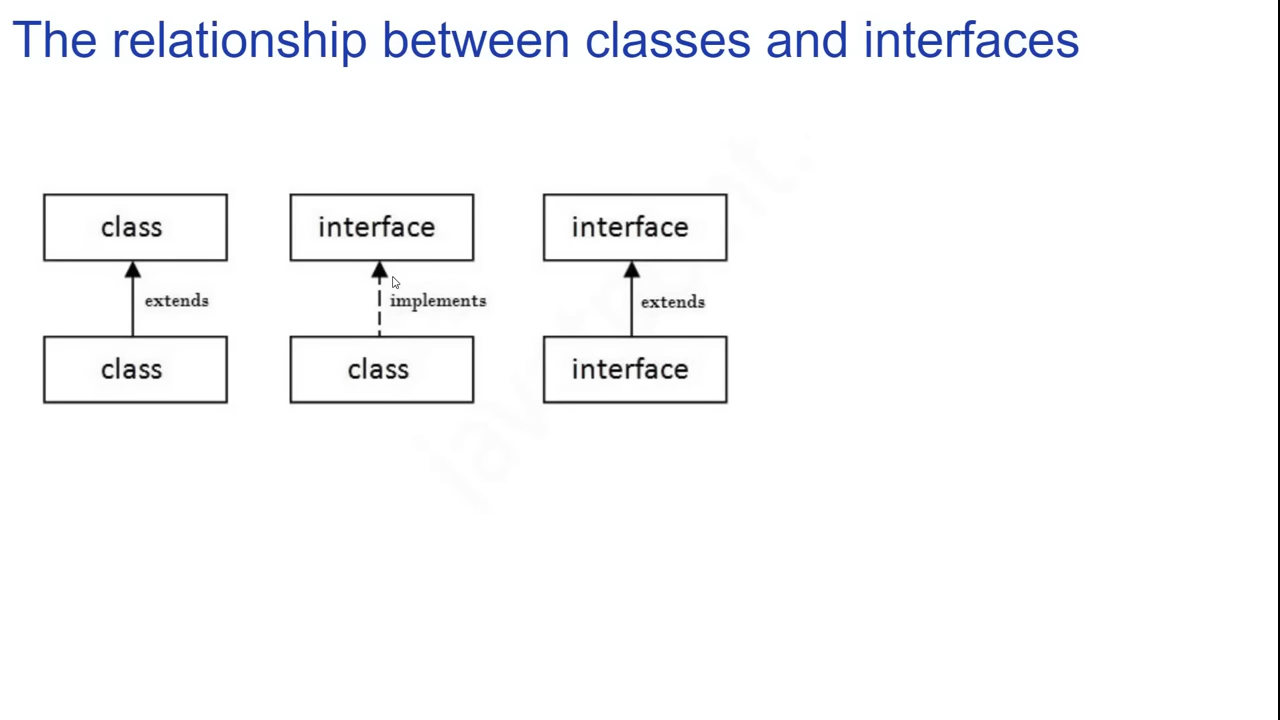 The relationship between classes and interfaces
class
interface
interface
extends
implements
extends
class
class
interface